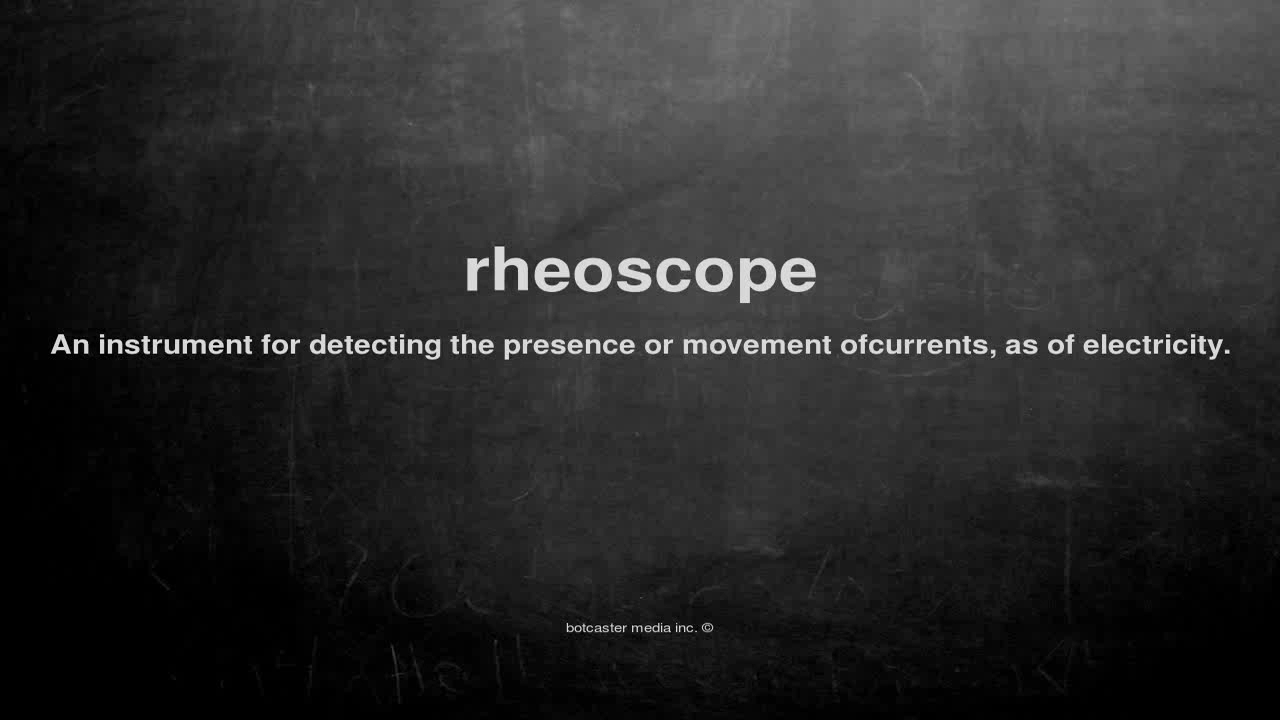 rheoscope
An instrument for detecting the presence or movement ofcurrents, as of electricity.
botcaster media inc. ©